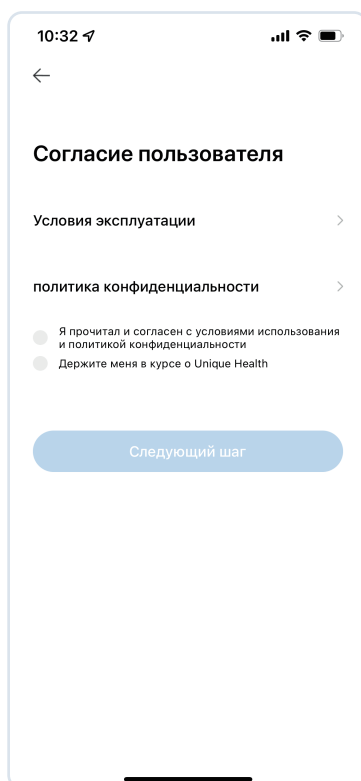 10:32
Согласие пользователя
Условия эксплуатации
политика конфиденциальности
Я прочитал и согласен с условиями использования
и политикой конфиденциальности
Держите меня в курсе о Unique Health
Следующий шаг